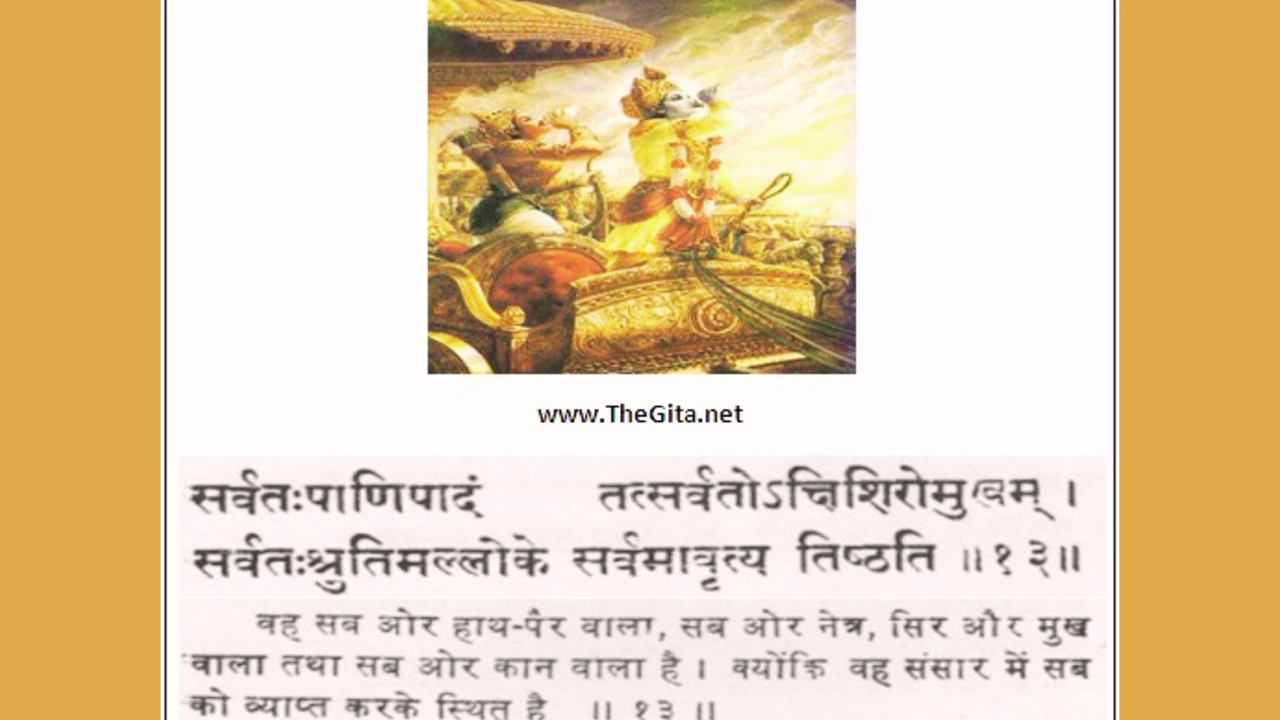 www.TheGita.net
सर्वतःपाणिपादं तत्सर्वतोऽक्षिशिरोमुखम् ।
सर्वतःश्रुतिमल्लोके सर्वमावृत्य तिष्ठति ॥१३॥
वह सब ओर हाथ-पैर वाला, सब ओर नेत्र, सिर और मुख
वाला तथा सब ओर कान वाला है । क्योंकि वह संसार में सब
को व्याप्त करके स्थित है ॥ १३ ॥